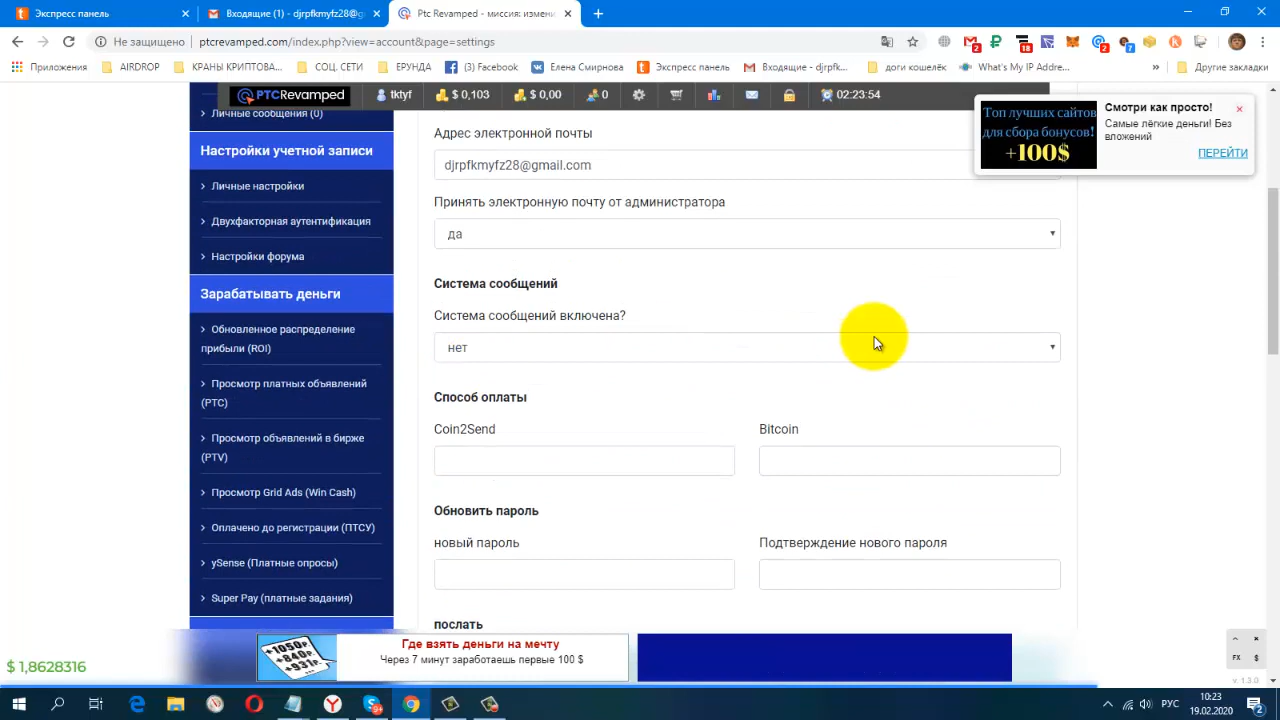 Экспресс панель
Входящие (1) - djrpfkmyfz28@g
Ptc Revamped - миссия: измени
Не защищено
ptcrevamped.com/index.php?view=account&page=settings
Приложения
AIRDROP
КРАНЫ КРИПТОВА...
СОЦ. СЕТИ
ЕРУНДА
(3) Facebook
Елена Смирнова
Экспресс панель
Входящие - djrpfk...
доги кошелёк
What's My IP Addre...
Другие закладки
PTCRevamped
tktyf
$ 0,103
$ 0,00
0
02:23:54
Личные сообщения (0)
Настройки учетной записи
Личные настройки
Двухфакторная аутентификация
Настройки форума
Зарабатывать деньги
Обновленное распределение
прибыли (ROI)
Просмотр платных объявлений
(PTC)
Просмотр объявлений в бирже
(PTV)
Просмотр Grid Ads (Win Cash)
Оплачено до регистрации (ПТСУ)
ySense (Платные опросы)
Super Pay (платные задания)
Адрес электронной почты
djrpfkmyfz28@gmail.com
Принять электронную почту от администратора
да
Система сообщений
Система сообщений включена?
нет
Способ оплаты
Coin2Send
Bitcoin
Обновить пароль
новый пароль
Подтверждение нового пароля
послать
Топ лучших сайтов
для сбора бонусов!
+100$
Смотри как просто!
Самые лёгкие деньги! Без
вложений
ПЕРЕЙТИ
+1050₽
+940₽
+931₽
Где взять деньги на мечту
Через 7 минут заработаешь первые 100 $
$ 1,8628316
FX
$
v: 1.3.0
РУС
10:23
19.02.2020